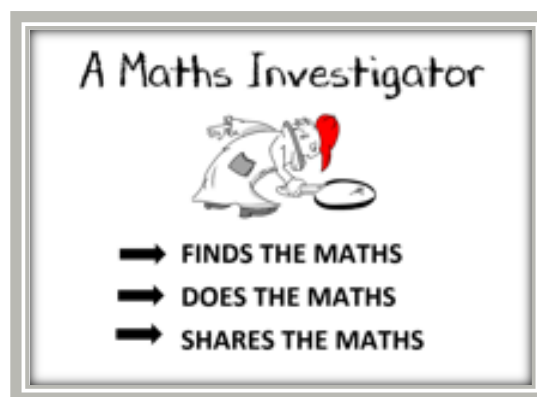 A Maths Investigator
FINDS THE MATHS
DOES THE MATHS
SHARES THE MATHS